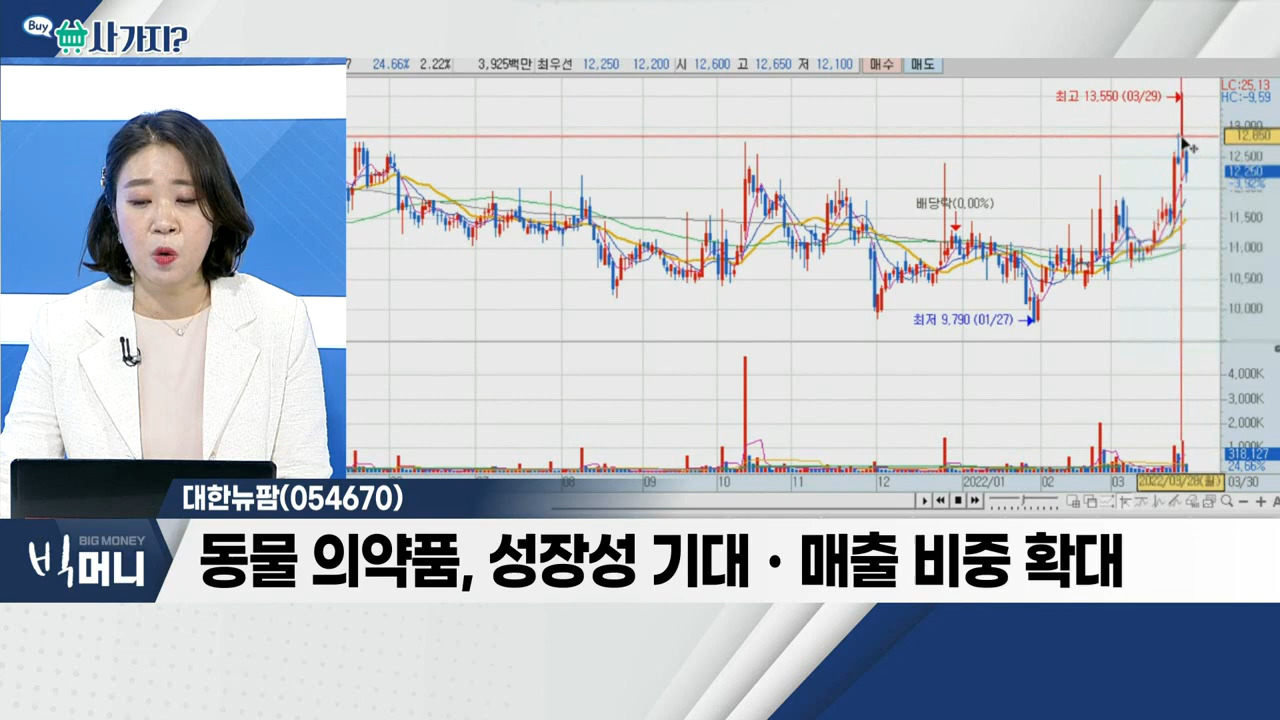 Buy 사가지?
7 24.66% 2.22% 3,925백만 최우선 12,250 12,200 시 12,600 고 12,650 저 12,100 매수 매도
LC:25,13
최고 13,550 (03/29)
HC:-9,59
13,000
12,850
12,500
12,250
-3,92%
배당락(0,00%)
11,500
11,000
10,500
10,000
최저 9,790 (01/27)
4,000K
3,000K
2,000K
1,000K
318,127
24,66%
08 09 10 11 12 2022/01 02 03 2022/03/28(월) 03/30
대한뉴팜(054670)
BIG MONEY
빅머니
동물 의약품, 성장성 기대 · 매출 비중 확대